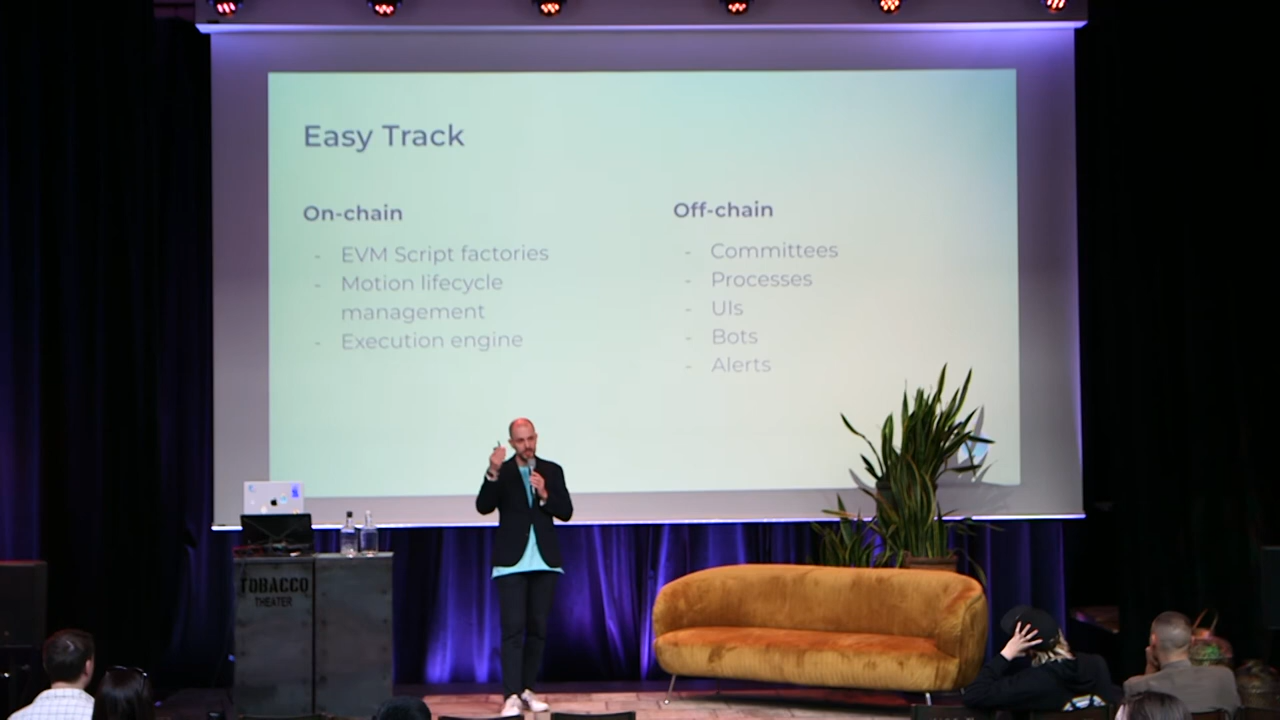 Easy Track
On-chain
- EVM Script factories
- Motion lifecycle
management
- Execution engine
Off-chain
- Committees
- Processes
- UIs
- Bots
- Alerts
TOBACCO
THEATER